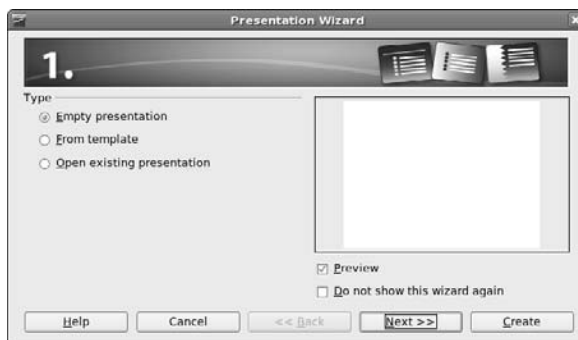 Presentation Wizard
1.
Type
Empty presentation
From template
Open existing presentation
Preview
Do not show this wizard again
Help
Cancel
<< Back
Next >>
Create